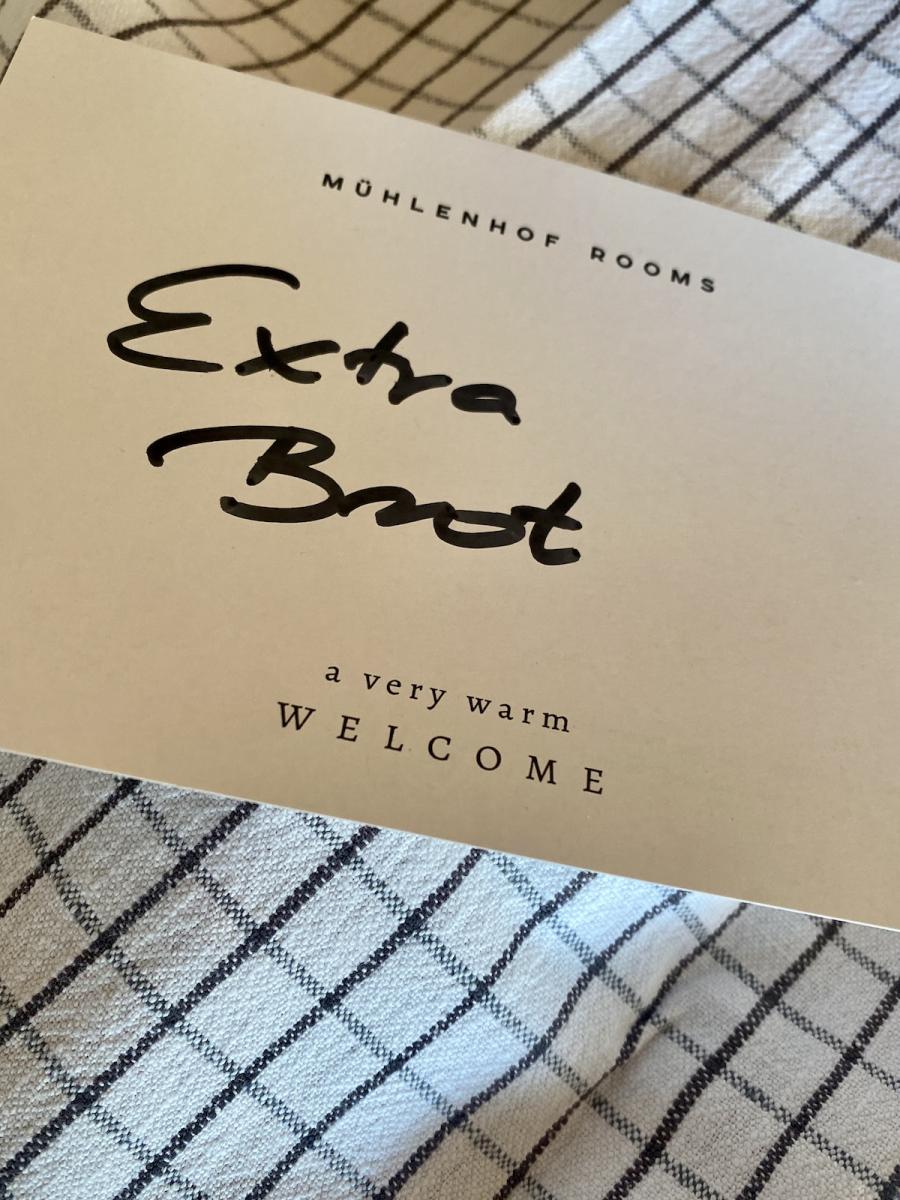 MÜHLENHOF ROOMS
Extra
Brot
a very warm
WELCOME